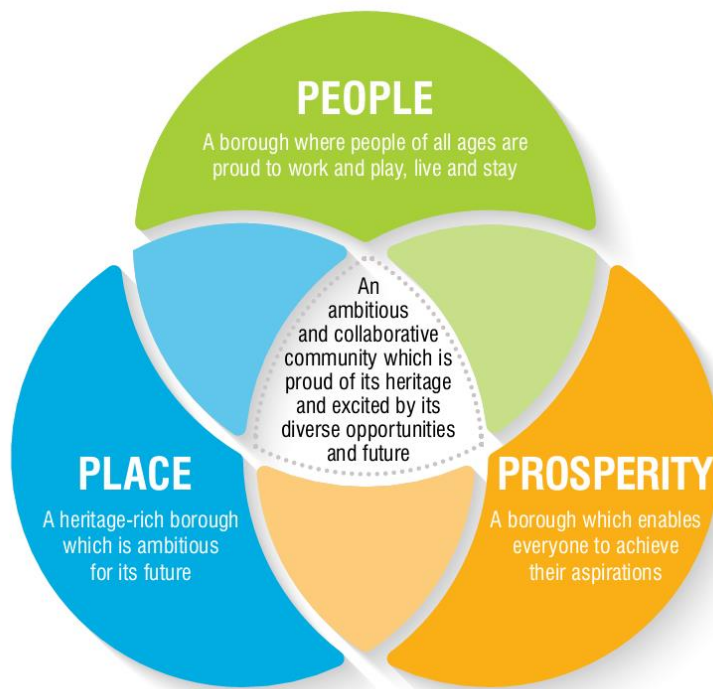 PEOPLE
A borough where people of all ages are
proud to work and play, live and stay
An
ambitious
and collaborative
community which is
proud of its heritage
and excited by its
diverse opportunities
and future
PLACE
A heritage-rich borough
which is ambitious
for its future
PROSPERITY
A borough which enables
everyone to achieve
their aspirations